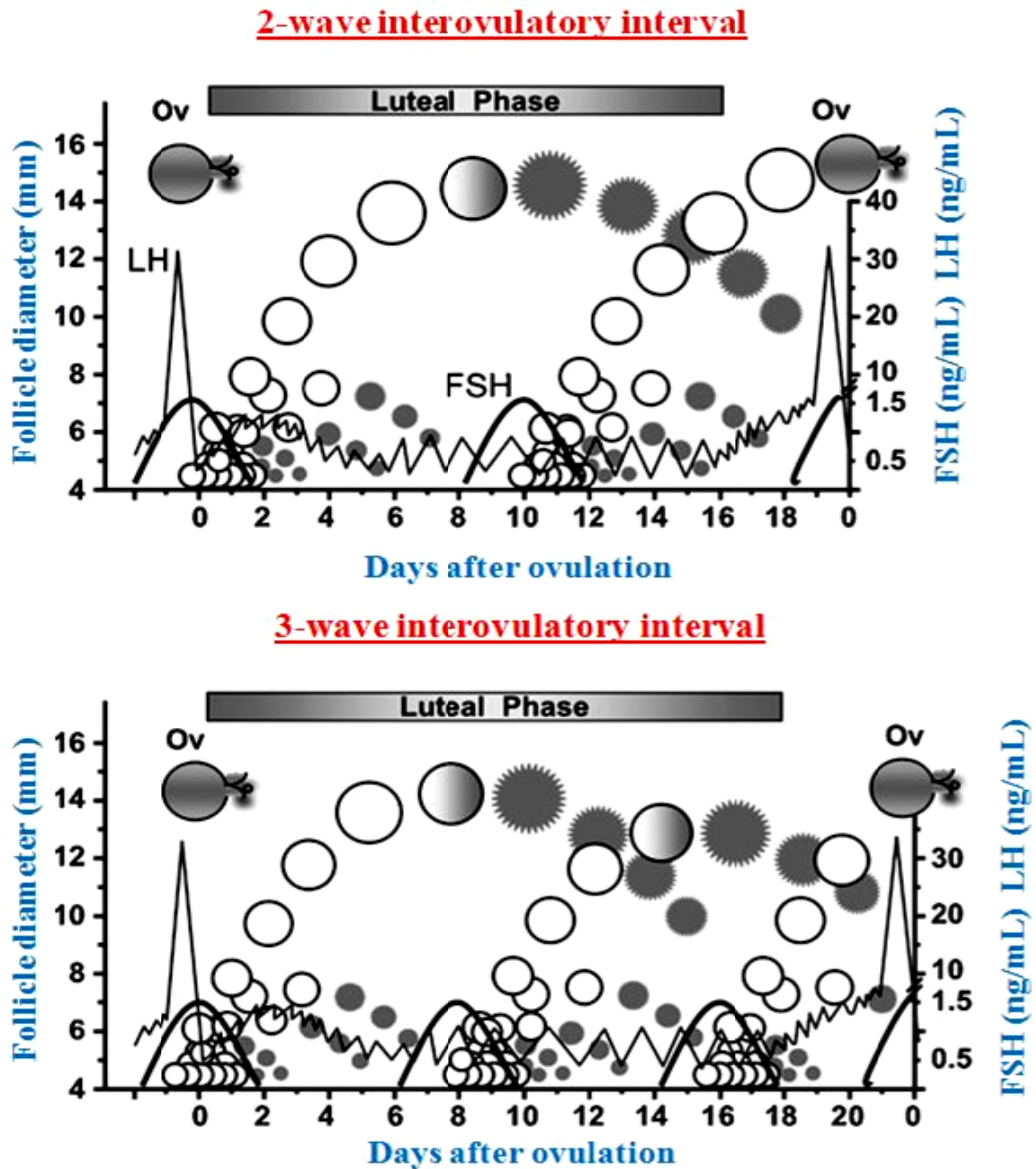 2-wave interovulatory interval
Luteal Phase
Ov
Ov
16
14
12
10
8
6
4
Follicle diameter (mm)
LH
FSH
40
30
20
10
1.5
0.5
FSH (ng/mL) LH (ng/mL)
0 2 4 6 8 10 12 14 16 18 0
Days after ovulation
3-wave interovulatory interval
Luteal Phase
Ov
Ov
16
14
12
10
8
6
4
Follicle diameter (mm)
30
20
10
1.5
0.5
FSH (ng/mL) LH (ng/mL)
0 2 4 6 8 10 12 14 16 18 20 0
Days after ovulation